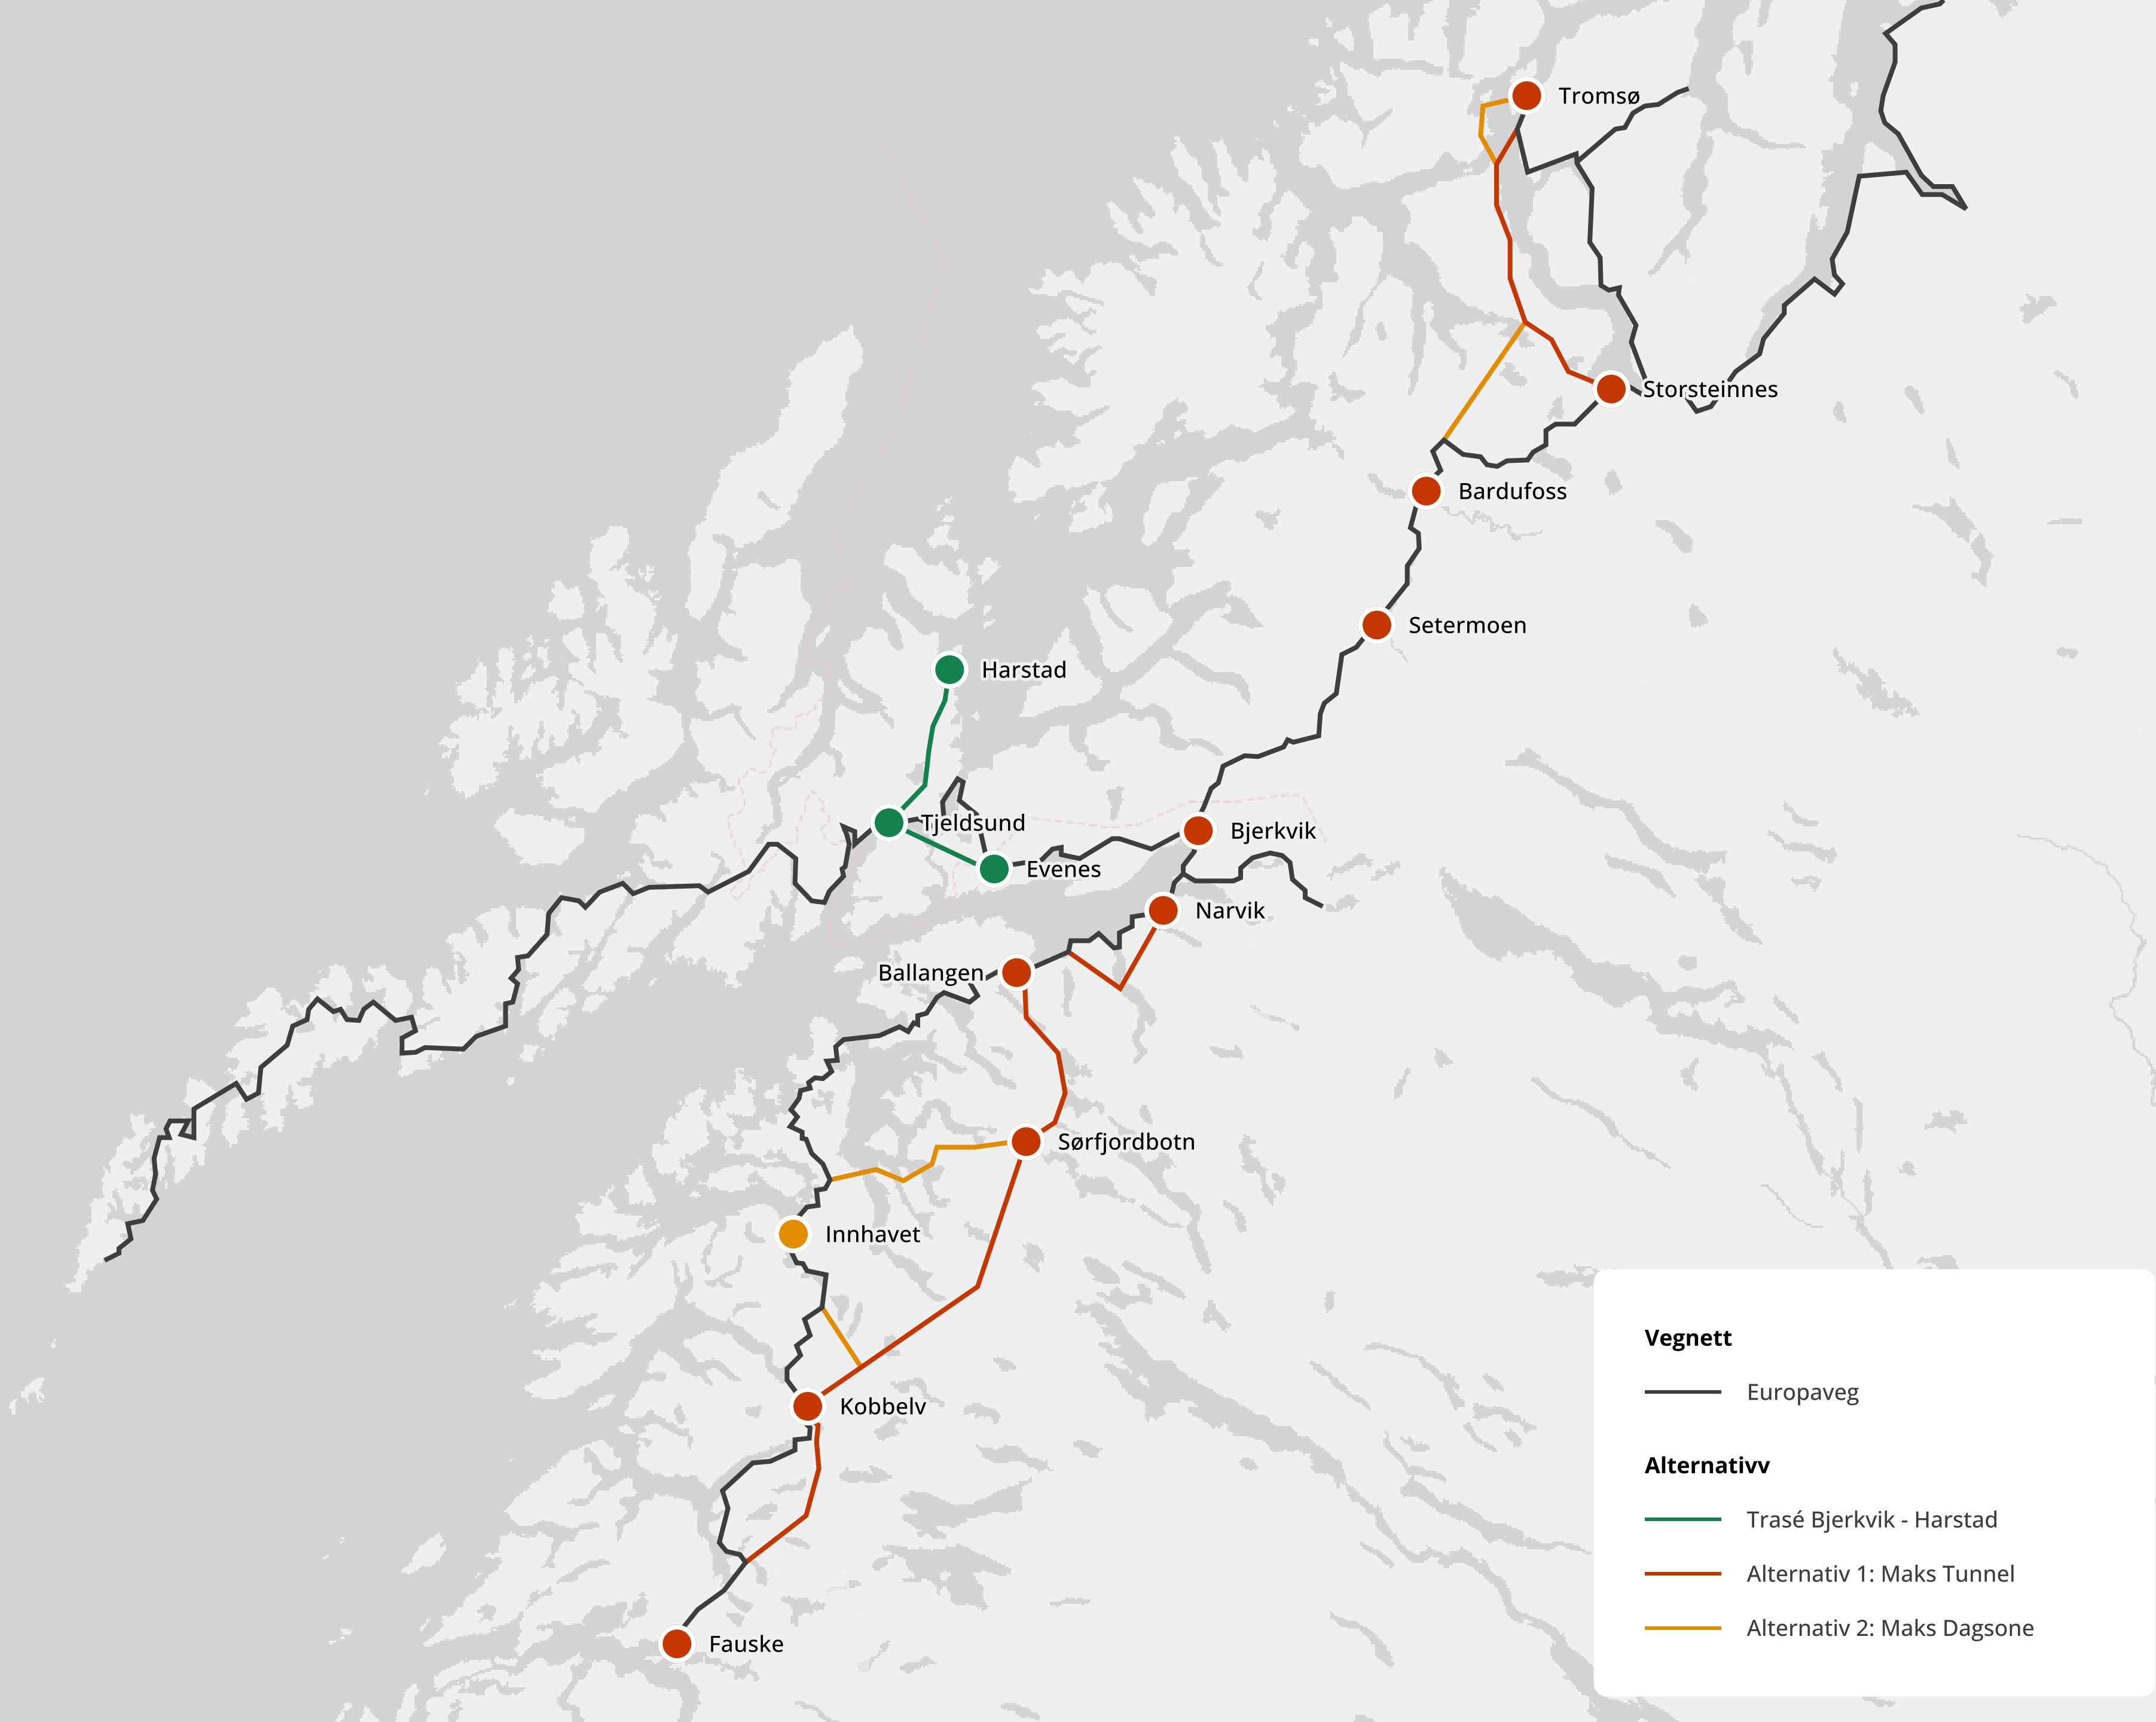 Tromsø
Storsteinnes
Bardufoss
Setermoen
Harstad
Tjeldsund
Bjerkvik
Evenes
Narvik
Ballangen
Sørfjordbotn
Innhavet
Kobbelv
Fauske
Vegnett
Europaveg
Alternativv
Trasé Bjerkvik - Harstad
Alternativ 1: Maks Tunnel
Alternativ 2: Maks Dagsone